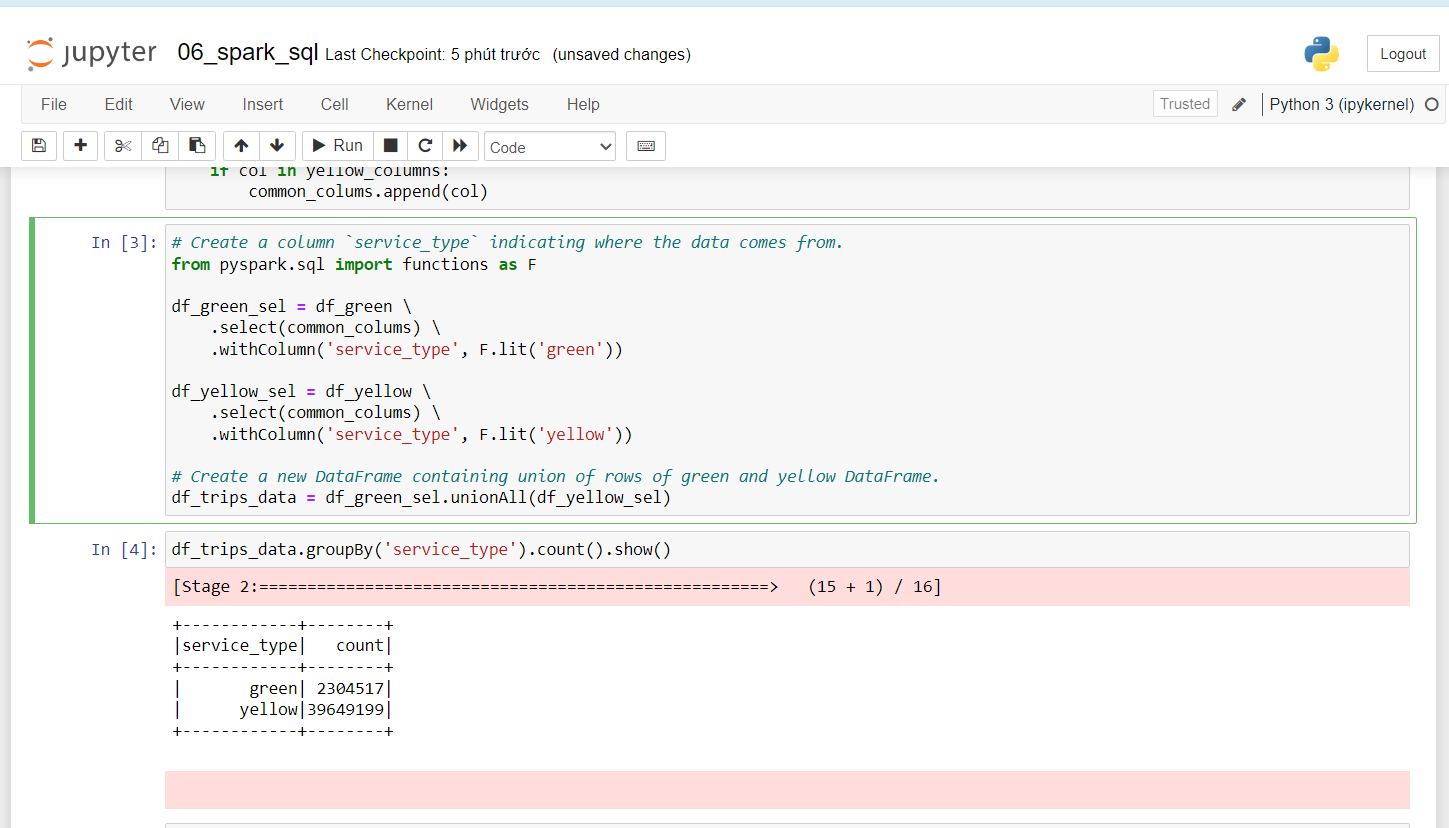 jupyter 06_spark_sql Last Checkpoint: 5 phút trước (unsaved changes) Logout
File Edit View Insert Cell Kernel Widgets Help Trusted Python 3 (ipykernel)
Run Code
if col in yellow_columns:
common_colums.append(col)
In [3]: # Create a column `service_type` indicating where the data comes from.
from pyspark.sql import functions as F
df_green_sel = df_green \
.select(common_colums) \
.withColumn('service_type', F.lit('green'))
df_yellow_sel = df_yellow \
.select(common_colums) \
.withColumn('service_type', F.lit('yellow'))
# Create a new DataFrame containing union of rows of green and yellow DataFrame.
df_trips_data = df_green_sel.unionAll(df_yellow_sel)
In [4]: df_trips_data.groupBy('service_type').count().show()
[Stage 2:=====================================================> (15 + 1) / 16]
+------------+--------+
|service_type|   count|
+------------+--------+
|       green| 2304517|
|      yellow|39649199|
+------------+--------+